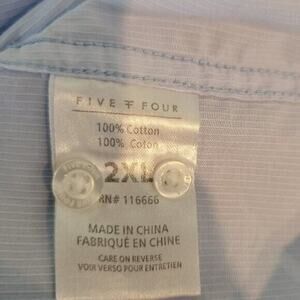 FIVE FOUR
100% Cotton
100% Coton
2XL
RN# 116666
MADE IN CHINA
FABRIQUÉ EN CHINE
CARE ON REVERSE
VOIR VERSO POUR ENTRETIEN